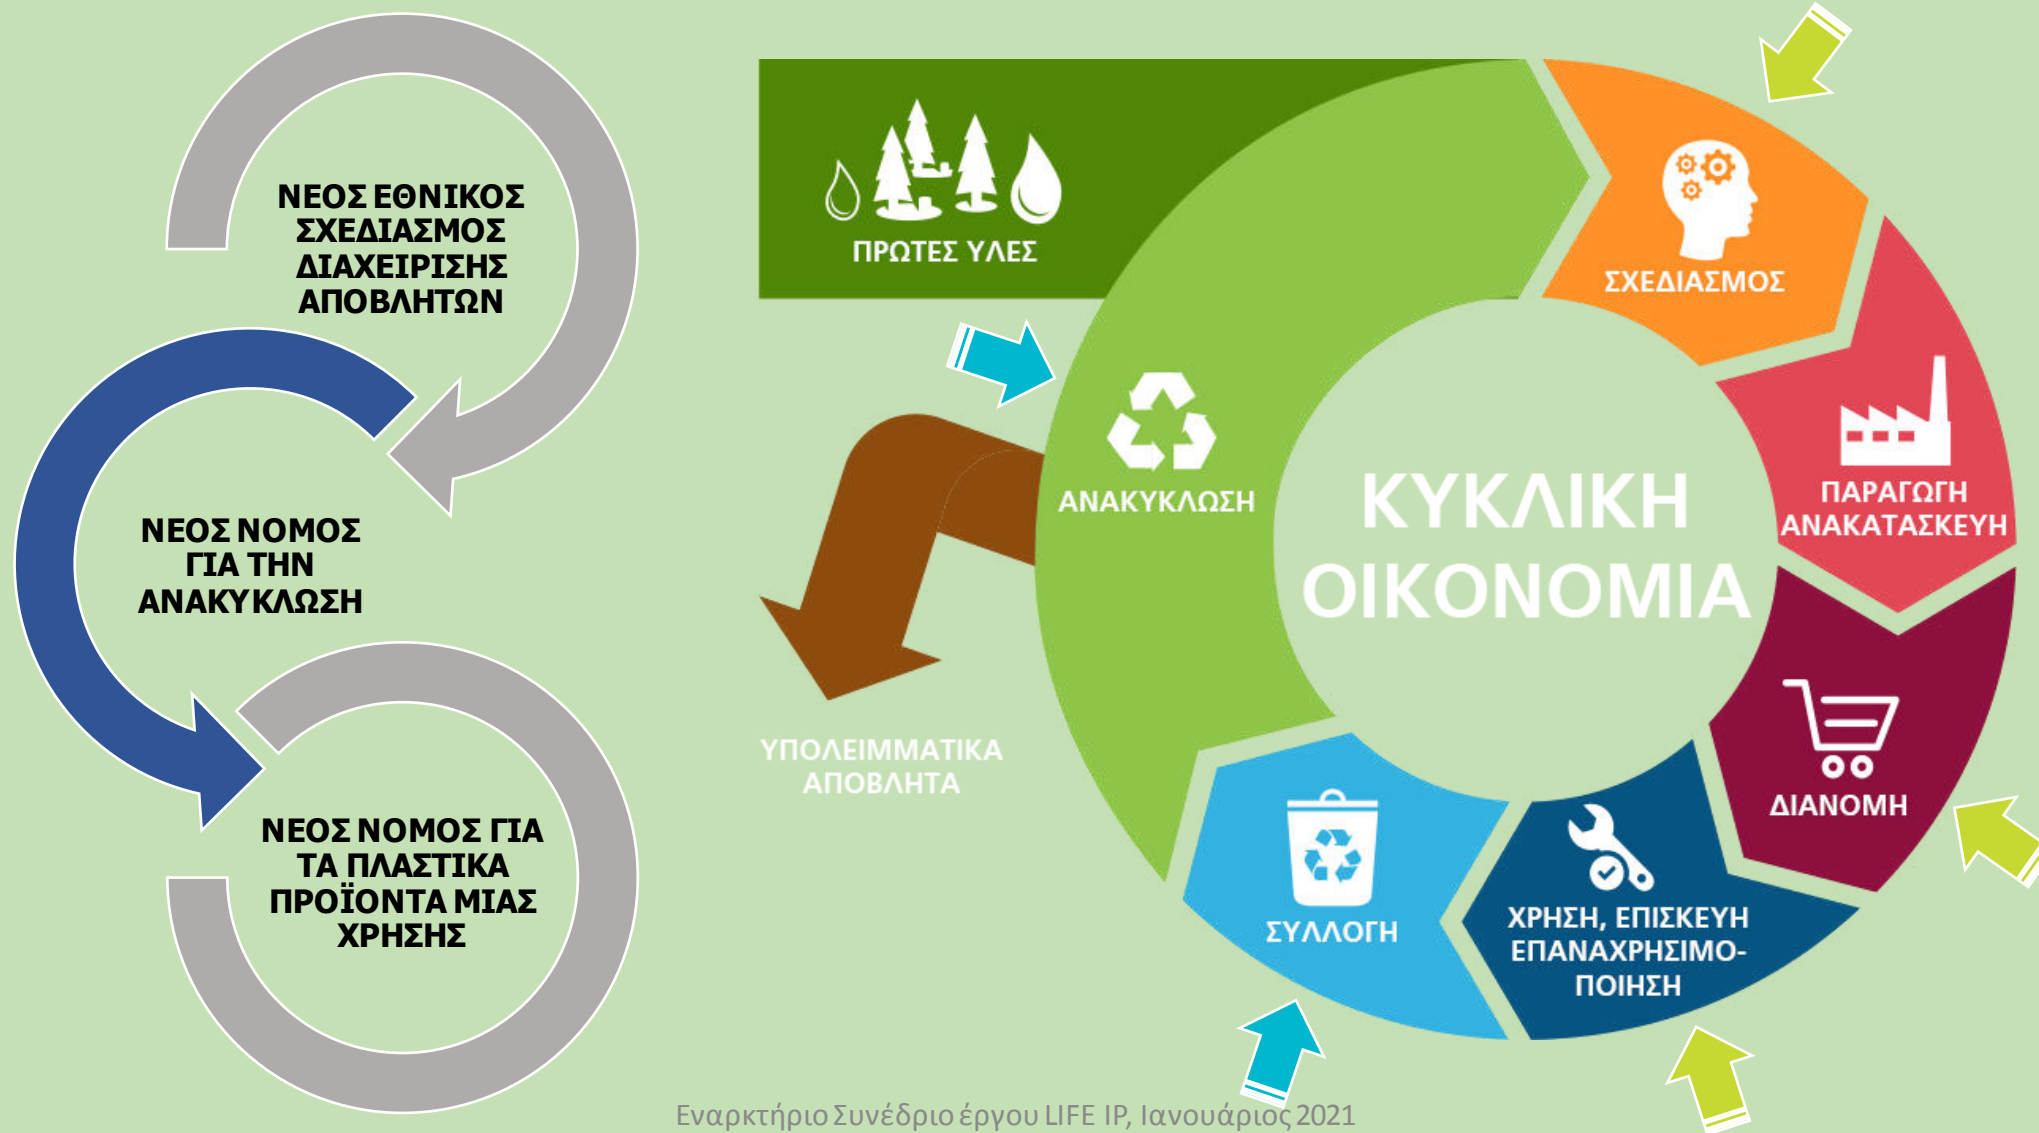 ΝΕΟΣ ΕΘΝΙΚΟΣ
ΣΧΕΔΙΑΣΜΟΣ
ΔΙΑΧΕΙΡΙΣΗΣ
ΑΠΟΒΛΗΤΩΝ
ΝΕΟΣ ΝΟΜΟΣ
ΓΙΑ ΤΗΝ
ΑΝΑΚΥΚΛΩΣΗ
ΝΕΟΣ ΝΟΜΟΣ ΓΙΑ
ΤΑ ΠΛΑΣΤΙΚΑ
ΠΡΟΪΟΝΤΑ ΜΙΑΣ
ΧΡΗΣΗΣ
ΠΡΩΤΕΣ ΥΛΕΣ
ΣΧΕΔΙΑΣΜΟΣ
ΠΑΡΑΓΩΓΗ
ΑΝΑΚΑΤΑΣΚΕΥΗ
ΔΙΑΝΟΜΗ
ΧΡΗΣΗ, ΕΠΙΣΚΕΥΗ
ΕΠΑΝΑΧΡΗΣΙΜΟ-
ΠΟΙΗΣΗ
ΣΥΛΛΟΓΗ
ΑΝΑΚΥΚΛΩΣΗ
ΥΠΟΛΕΙΜΜΑΤΙΚΑ
ΑΠΟΒΛΗΤΑ
ΚΥΚΛΙΚΗ
ΟΙΚΟΝΟΜΙΑ
Εναρκτήριο Συνέδριο έργου LIFE IP, Ιανουάριος 2021